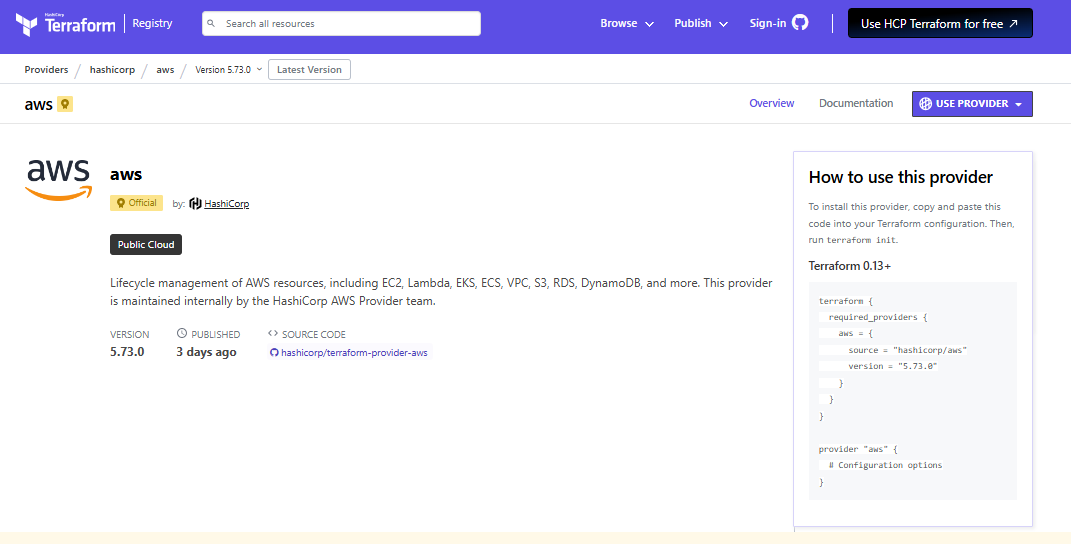 HashiCorp
Terraform
Registry
Search all resources
Browse
Publish
Sign-in
Use HCP Terraform for free
Providers / hashicorp / aws / Version 5.73.0
Latest Version
aws
Overview
Documentation
USE PROVIDER
aws
aws
Official
by: HashiCorp
Public Cloud
Lifecycle management of AWS resources, including EC2, Lambda, EKS, ECS, VPC, S3, RDS, DynamoDB, and more. This provider
is maintained internally by the HashiCorp AWS Provider team.
VERSION
5.73.0
PUBLISHED
3 days ago
<> SOURCE CODE
hashicorp/terraform-provider-aws
How to use this provider
To install this provider, copy and paste this
code into your Terraform configuration. Then,
run terraform init.
Terraform 0.13+
terraform {
  required_providers {
    aws = {
      source = "hashicorp/aws"
      version = "5.73.0"
    }
  }
}
provider "aws" {
  # Configuration options
}